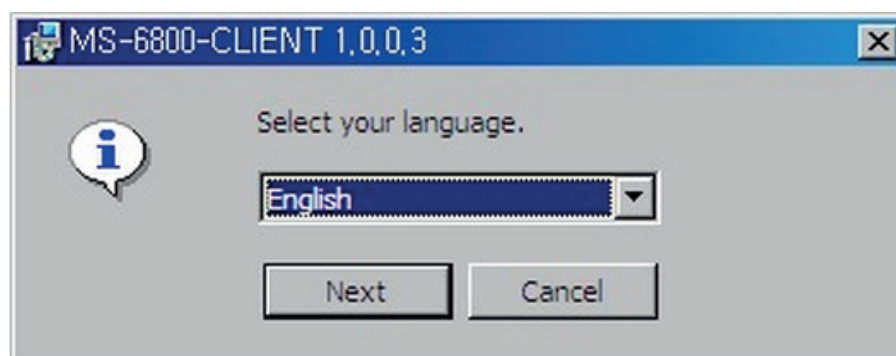 MS-6800-CLIENT 1,0,0,3
Select your language.
English
Next
Cancel